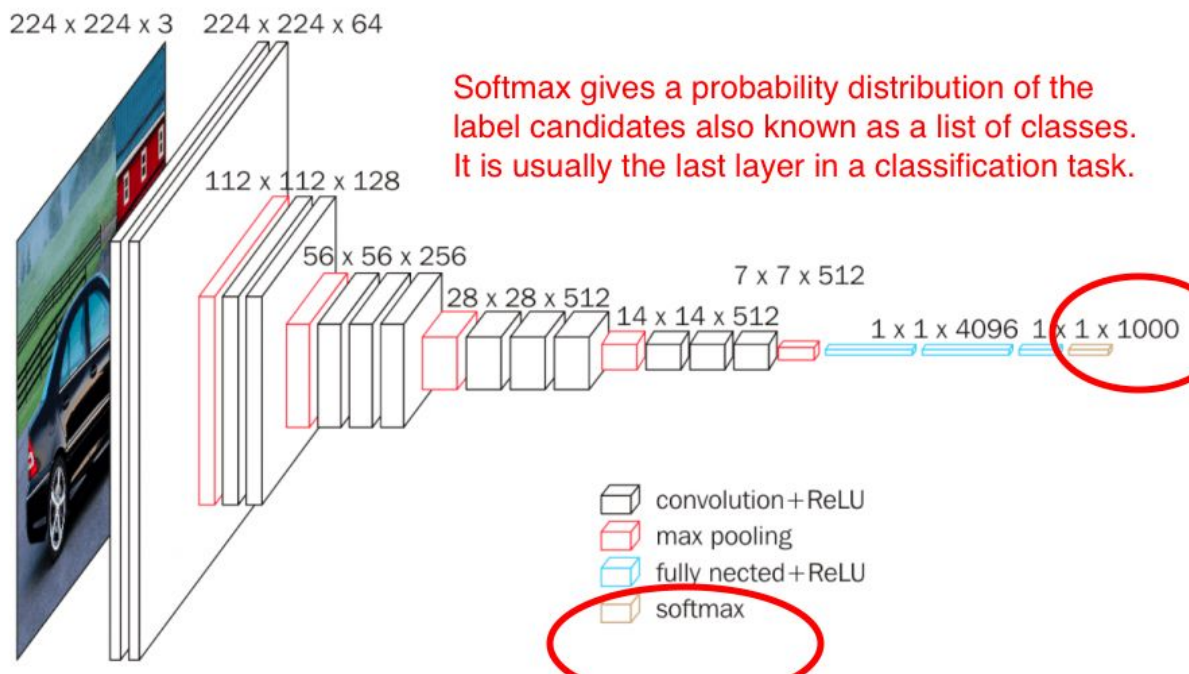 224 x 224 x 3
224 x 224 x 64
Softmax gives a probability distribution of the
label candidates also known as a list of classes.
It is usually the last layer in a classification task.
112 x 112 x 128
56 x 56 x 256
28 x 28 x 512
14 x 14 x 512
7 x 7 x 512
1 x 1 x 4096
1 x 1 x 1000
convolution+ReLU
max pooling
fully nected+ReLU
softmax